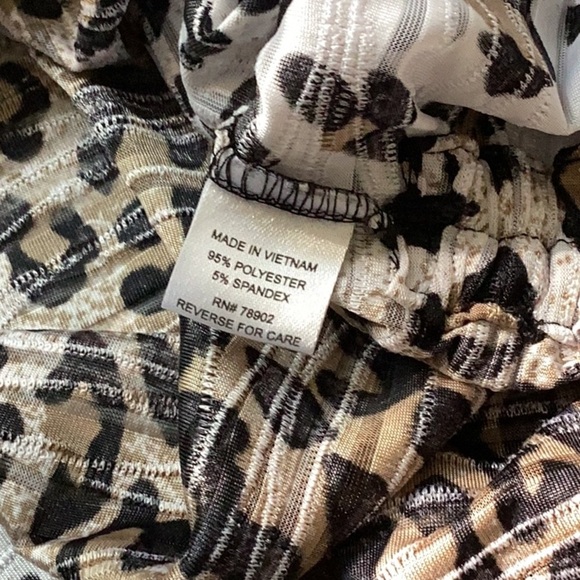 MADE IN VIETNAM
95% POLYESTER
5% SPANDEX
RN# 78902
REVERSE FOR CARE